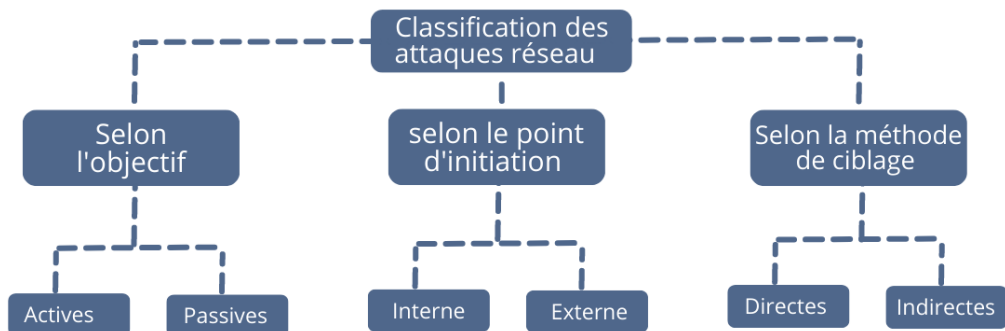 Classification des
attaques réseau
Selon
l'objectif
selon le point
d'initiation
Selon la méthode
de ciblage
Actives
Passives
Interne
Externe
Directes
Indirectes